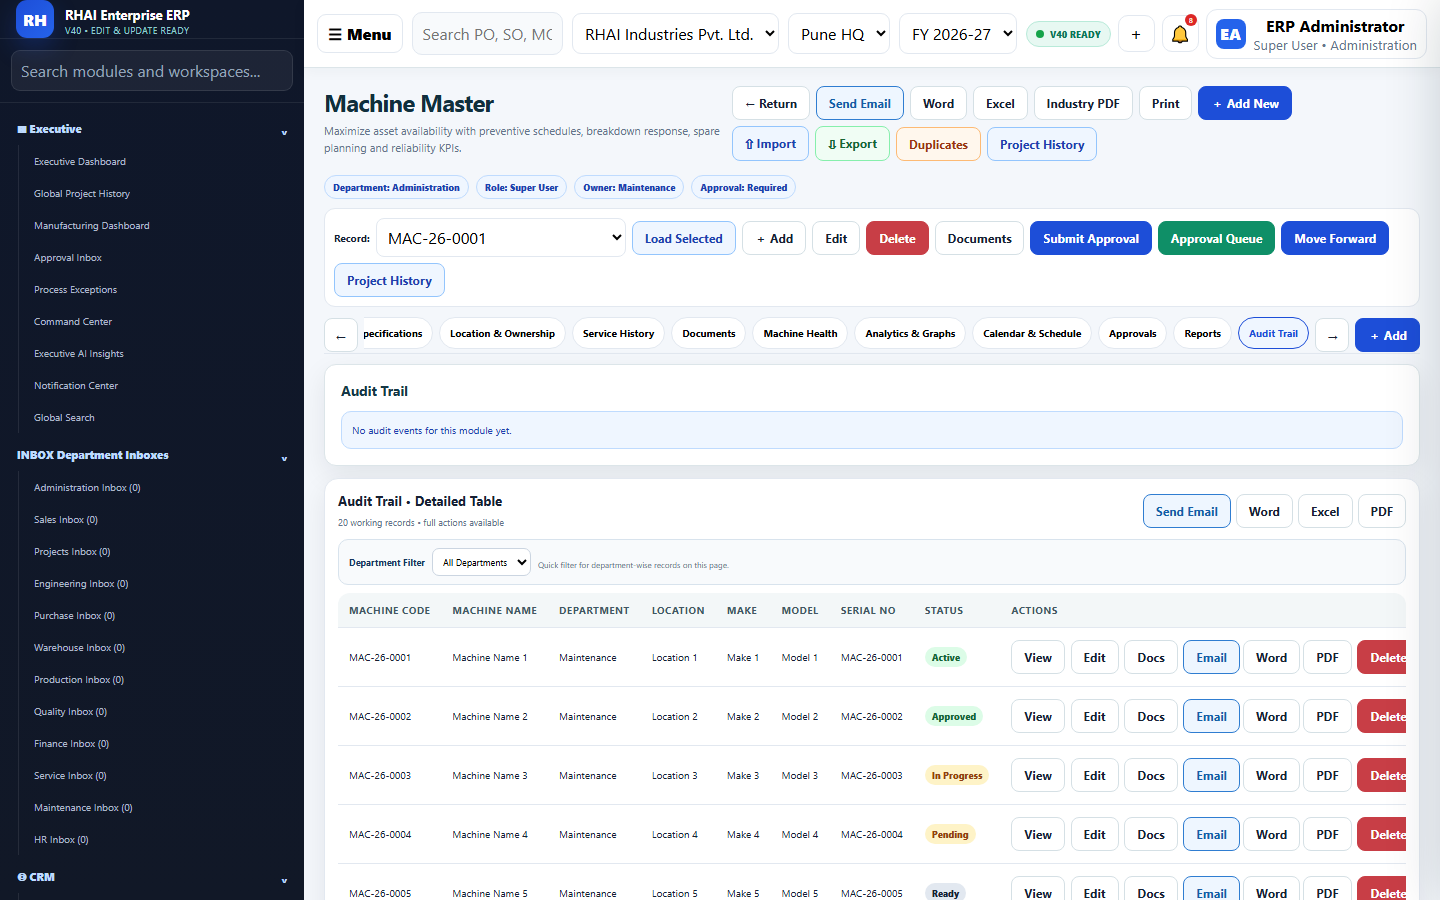 RH
RHAI Enterprise ERP
V40 • EDIT & UPDATE READY
Search modules and workspaces...
Executive
Executive Dashboard
Global Project History
Manufacturing Dashboard
Approval Inbox
Process Exceptions
Command Center
Executive AI Insights
Notification Center
Global Search
INBOX Department Inboxes
Administration Inbox (0)
Sales Inbox (0)
Projects Inbox (0)
Engineering Inbox (0)
Purchase Inbox (0)
Warehouse Inbox (0)
Production Inbox (0)
Quality Inbox (0)
Finance Inbox (0)
Service Inbox (0)
Maintenance Inbox (0)
HR Inbox (0)
CRM
☰ Menu
Search PO, SO, MC
RHAI Industries Pvt. Ltd.
Pune HQ
FY 2026-27
V40 READY
+
8
EA
ERP Administrator
Super User • Administration
Machine Master
Maximize asset availability with preventive schedules, breakdown response, spare
planning and reliability KPIs.
← Return
Send Email
Word
Excel
Industry PDF
Print
+ Add New
⇧ Import
⇩ Export
Duplicates
Project History
Department: Administration
Role: Super User
Owner: Maintenance
Approval: Required
Record:
MAC-26-0001
Load Selected
+ Add
Edit
Delete
Documents
Submit Approval
Approval Queue
Move Forward
Project History
←
pecifications
Location & Ownership
Service History
Documents
Machine Health
Analytics & Graphs
Calendar & Schedule
Approvals
Reports
Audit Trail
→
+ Add
Audit Trail
No audit events for this module yet.
Audit Trail • Detailed Table
20 working records • full actions available
Send Email
Word
Excel
PDF
Department Filter
All Departments
Quick filter for department-wise records on this page.
MACHINE CODE MACHINE NAME DEPARTMENT LOCATION MAKE MODEL SERIAL NO STATUS ACTIONS
MAC-26-0001 Machine Name 1 Maintenance Location 1 Make 1 Model 1 MAC-26-0001 Active View Edit Docs Email Word PDF Delete
MAC-26-0002 Machine Name 2 Maintenance Location 2 Make 2 Model 2 MAC-26-0002 Approved View Edit Docs Email Word PDF Delete
MAC-26-0003 Machine Name 3 Maintenance Location 3 Make 3 Model 3 MAC-26-0003 In Progress View Edit Docs Email Word PDF Delete
MAC-26-0004 Machine Name 4 Maintenance Location 4 Make 4 Model 4 MAC-26-0004 Pending View Edit Docs Email Word PDF Delete
MAC-26-0005 Machine Name 5 Maintenance Location 5 Make 5 Model 5 MAC-26-0005 Ready View Edit Docs Email Word PDF Delete